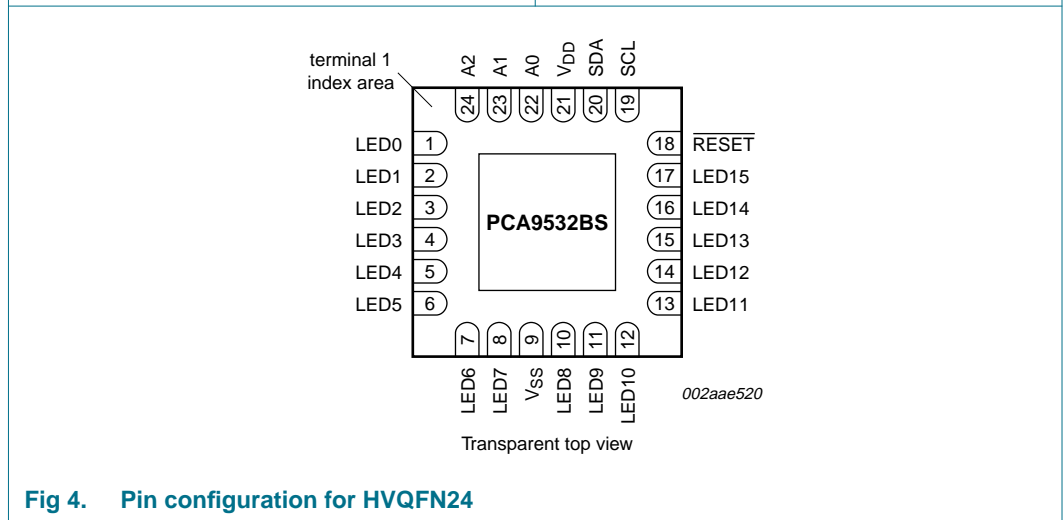 terminal 1
index area
A2
A1
A0
VDD
SDA
SCL
24
23
22
21
20
19
LED0 1
LED1 2
LED2 3
LED3 4
LED4 5
LED5 6
18 RESET
17 LED15
16 LED14
15 LED13
14 LED12
13 LED11
PCA9532BS
7
8
9
10
11
12
LED6
LED7
VSS
LED8
LED9
LED10
002aae520
Transparent top view
Fig 4. Pin configuration for HVQFN24